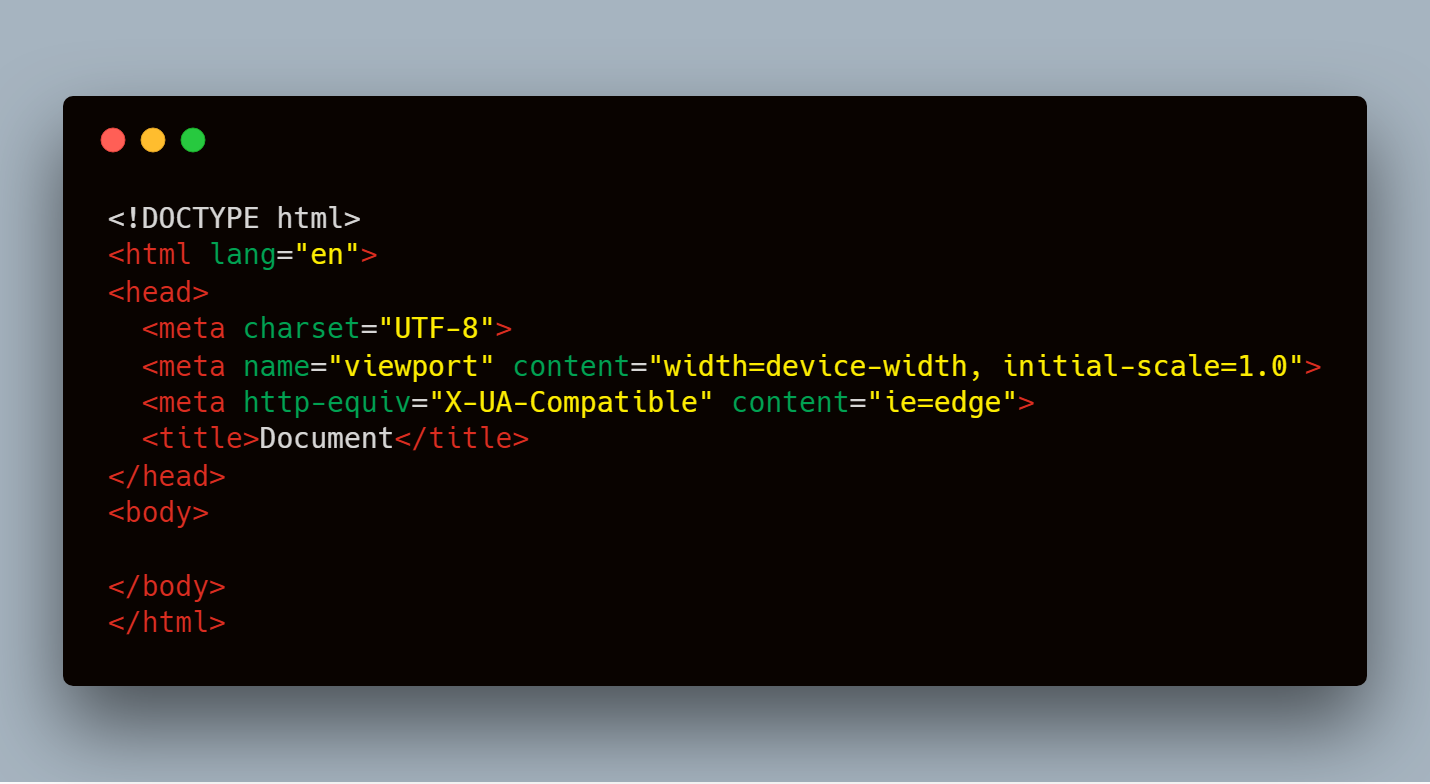 <!DOCTYPE html>
<html lang="en">
<head>
  <meta charset="UTF-8">
  <meta name="viewport" content="width=device-width, initial-scale=1.0">
  <meta http-equiv="X-UA-Compatible" content="ie=edge">
  <title>Document</title>
</head>
<body>

</body>
</html>